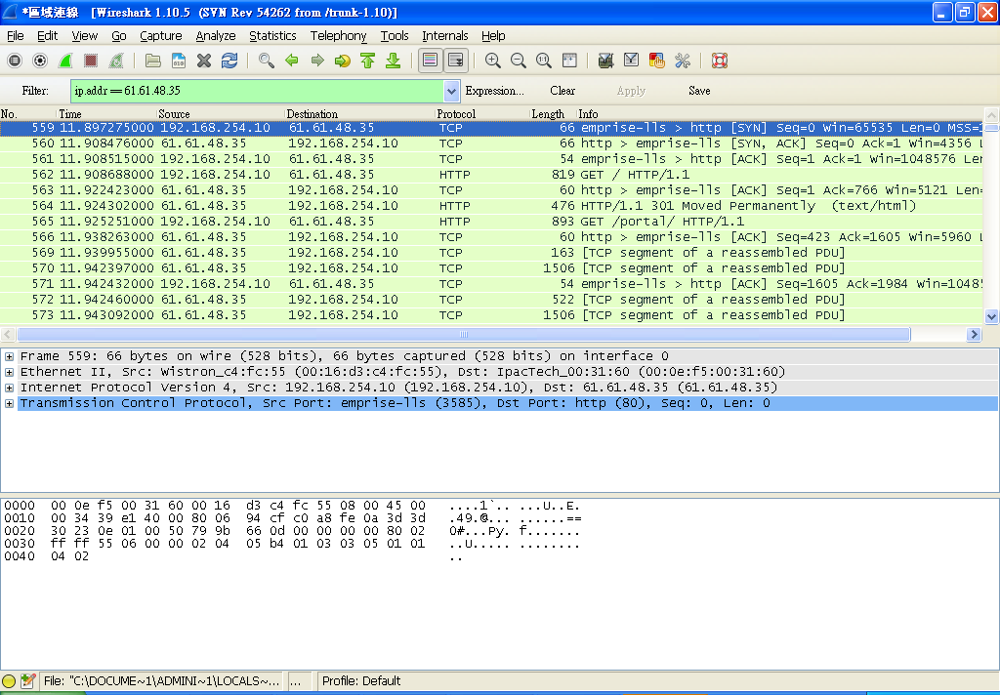 *區域連線 [Wireshark 1.10.5 (SVN Rev 54262 from /trunk-1.10)]
File Edit View Go Capture Analyze Statistics Telephony Tools Internals Help
Filter: ip.addr==61.61.48.35 Expression... Clear Apply Save
No. Time Source Destination Protocol Length Info
559 11.897275000 192.168.254.10 61.61.48.35 TCP 66 emprise-lls > http [SYN] Seq=0 Win=65535 Len=0 MSS=1
560 11.908476000 61.61.48.35 192.168.254.10 TCP 66 http > emprise-lls [SYN, ACK] Seq=0 Ack=1 Win=4356 L
561 11.908515000 192.168.254.10 61.61.48.35 TCP 54 emprise-lls > http [ACK] Seq=1 Ack=1 Win=1048576 Len
562 11.908688000 192.168.254.10 61.61.48.35 HTTP 819 GET / HTTP/1.1
563 11.922423000 61.61.48.35 192.168.254.10 TCP 60 http > emprise-lls [ACK] Seq=1 Ack=766 Win=5121 Len=
564 11.924302000 61.61.48.35 192.168.254.10 HTTP 476 HTTP/1.1 301 Moved Permanently (text/html)
565 11.925251000 192.168.254.10 61.61.48.35 HTTP 893 GET /portal/ HTTP/1.1
566 11.938263000 61.61.48.35 192.168.254.10 TCP 60 http > emprise-lls [ACK] Seq=423 Ack=1605 Win=5960 L
569 11.939955000 61.61.48.35 192.168.254.10 TCP 163 [TCP segment of a reassembled PDU]
570 11.942397000 61.61.48.35 192.168.254.10 TCP 1506 [TCP segment of a reassembled PDU]
571 11.942432000 192.168.254.10 61.61.48.35 TCP 54 emprise-lls > http [ACK] Seq=1605 Ack=1984 Win=1048
572 11.942460000 61.61.48.35 192.168.254.10 TCP 522 [TCP segment of a reassembled PDU]
573 11.943092000 61.61.48.35 192.168.254.10 TCP 1506 [TCP segment of a reassembled PDU]
Frame 559: 66 bytes on wire (528 bits), 66 bytes captured (528 bits) on interface 0
Ethernet II, Src: Wistron_c4:fc:55 (00:16:d3:c4:fc:55), Dst: IpacTech_00:31:60 (00:0e:f5:00:31:60)
Internet Protocol Version 4, Src: 192.168.254.10 (192.168.254.10), Dst: 61.61.48.35 (61.61.48.35)
Transmission Control Protocol, Src Port: emprise-lls (3585), Dst Port: http (80), Seq: 0, Len: 0
0000 00 0e f5 00 31 60 00 16 d3 c4 fc 55 08 00 45 00 ....1`.. ...U..E.
0010 00 34 39 e1 40 00 80 06 94 cf c0 a8 fe 0a 3d 3d .49.@... ......==
0020 30 23 0e 01 00 50 79 9b 66 0d 00 00 00 00 80 02 0#...Py. f.......
0030 ff ff 55 06 00 00 02 04 05 b4 01 03 03 05 01 01 ..U..... ........
0040 04 02 ..
File: "C:\DOCUME~1\ADMINI~1\LOCALS~... ... Profile: Default